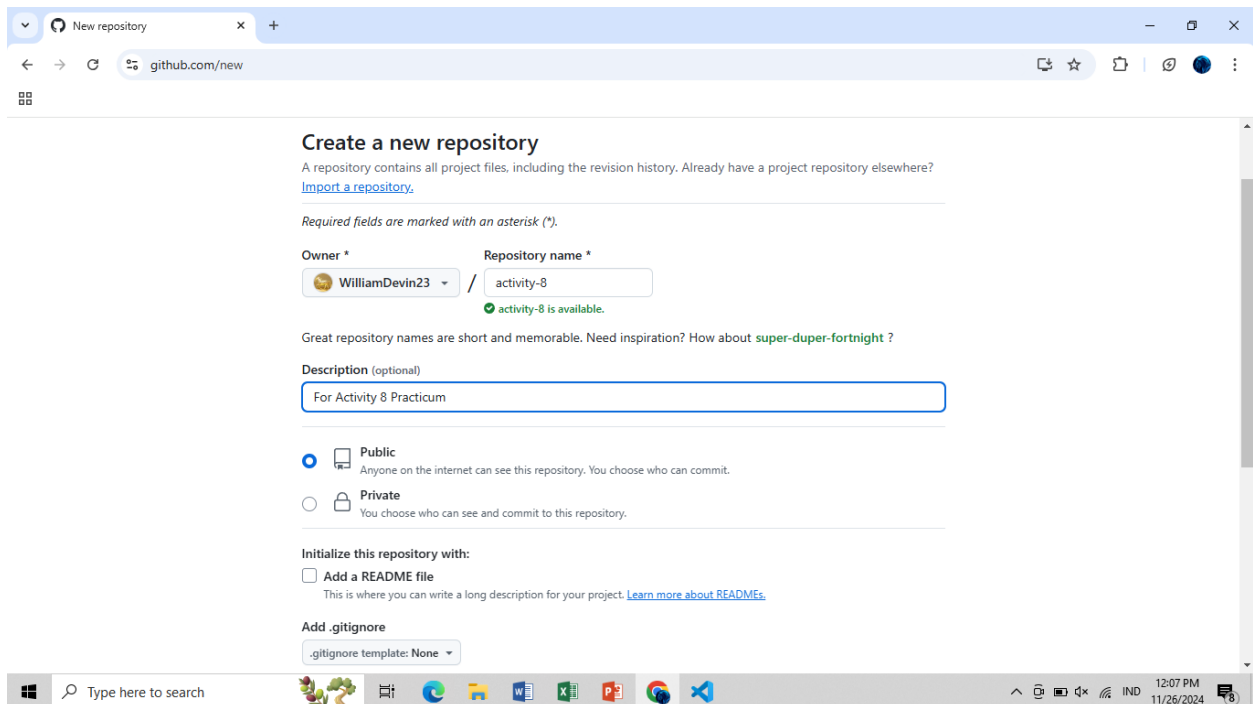 New repository
github.com/new
Create a new repository
A repository contains all project files, including the revision history. Already have a project repository elsewhere?
Import a repository.
Required fields are marked with an asterisk (*).
Owner * Repository name *
WilliamDevin23 / activity-8
activity-8 is available.
Great repository names are short and memorable. Need inspiration? How about super-duper-fortnight ?
Description (optional)
For Activity 8 Practicum
Public
Anyone on the internet can see this repository. You choose who can commit.
Private
You choose who can see and commit to this repository.
Initialize this repository with:
Add a README file
This is where you can write a long description for your project. Learn more about READMEs.
Add .gitignore
.gitignore template: None
Type here to search
IND
12:07 PM
11/26/2024
8